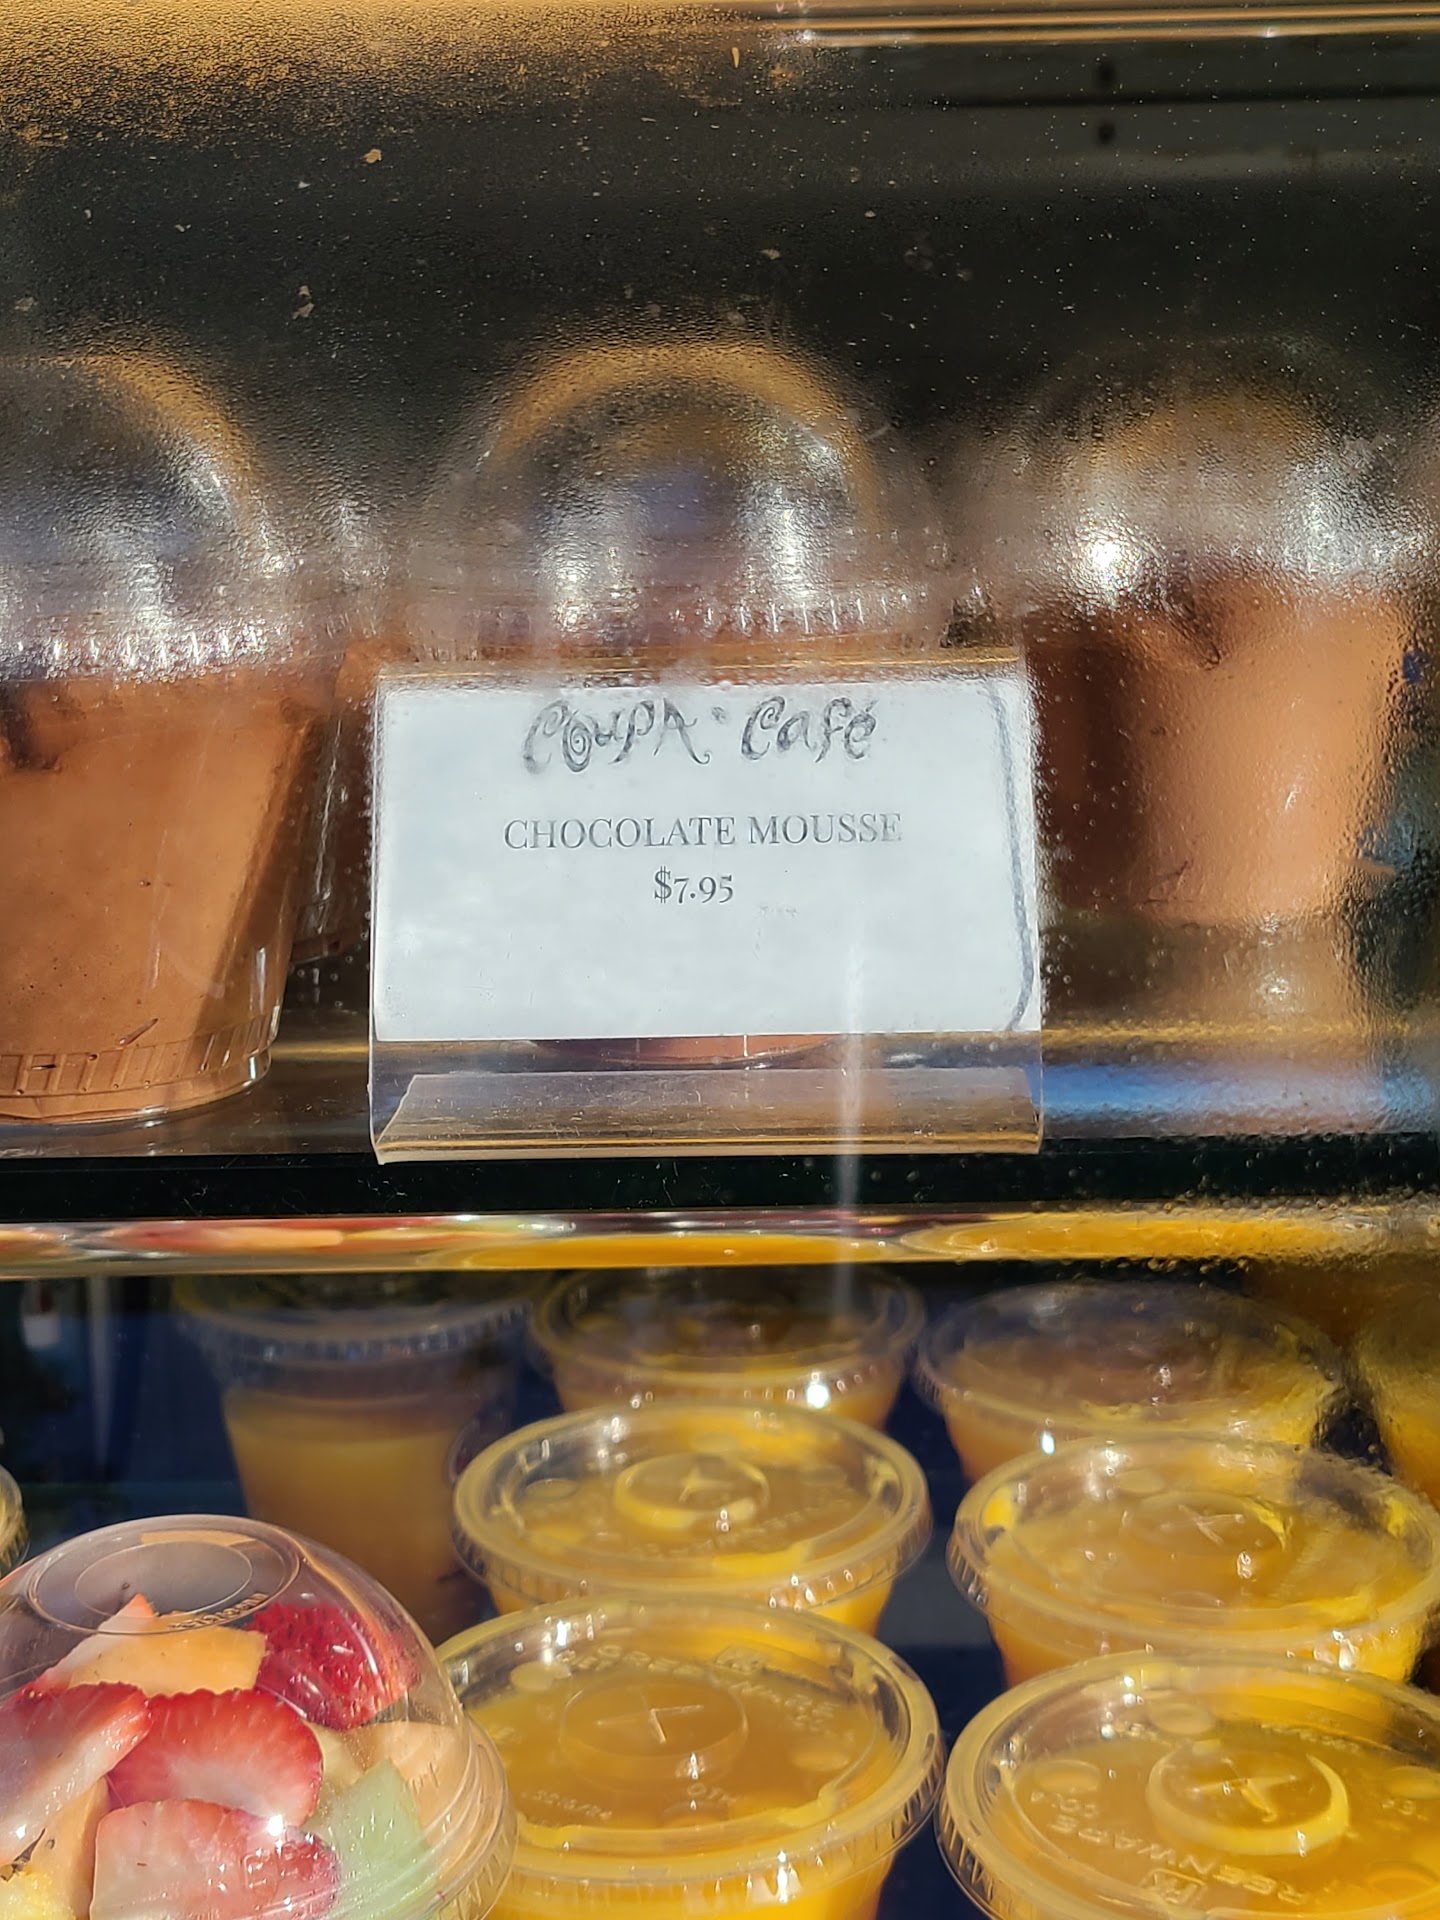 Coupa · Café
CHOCOLATE MOUSSE
$7.95